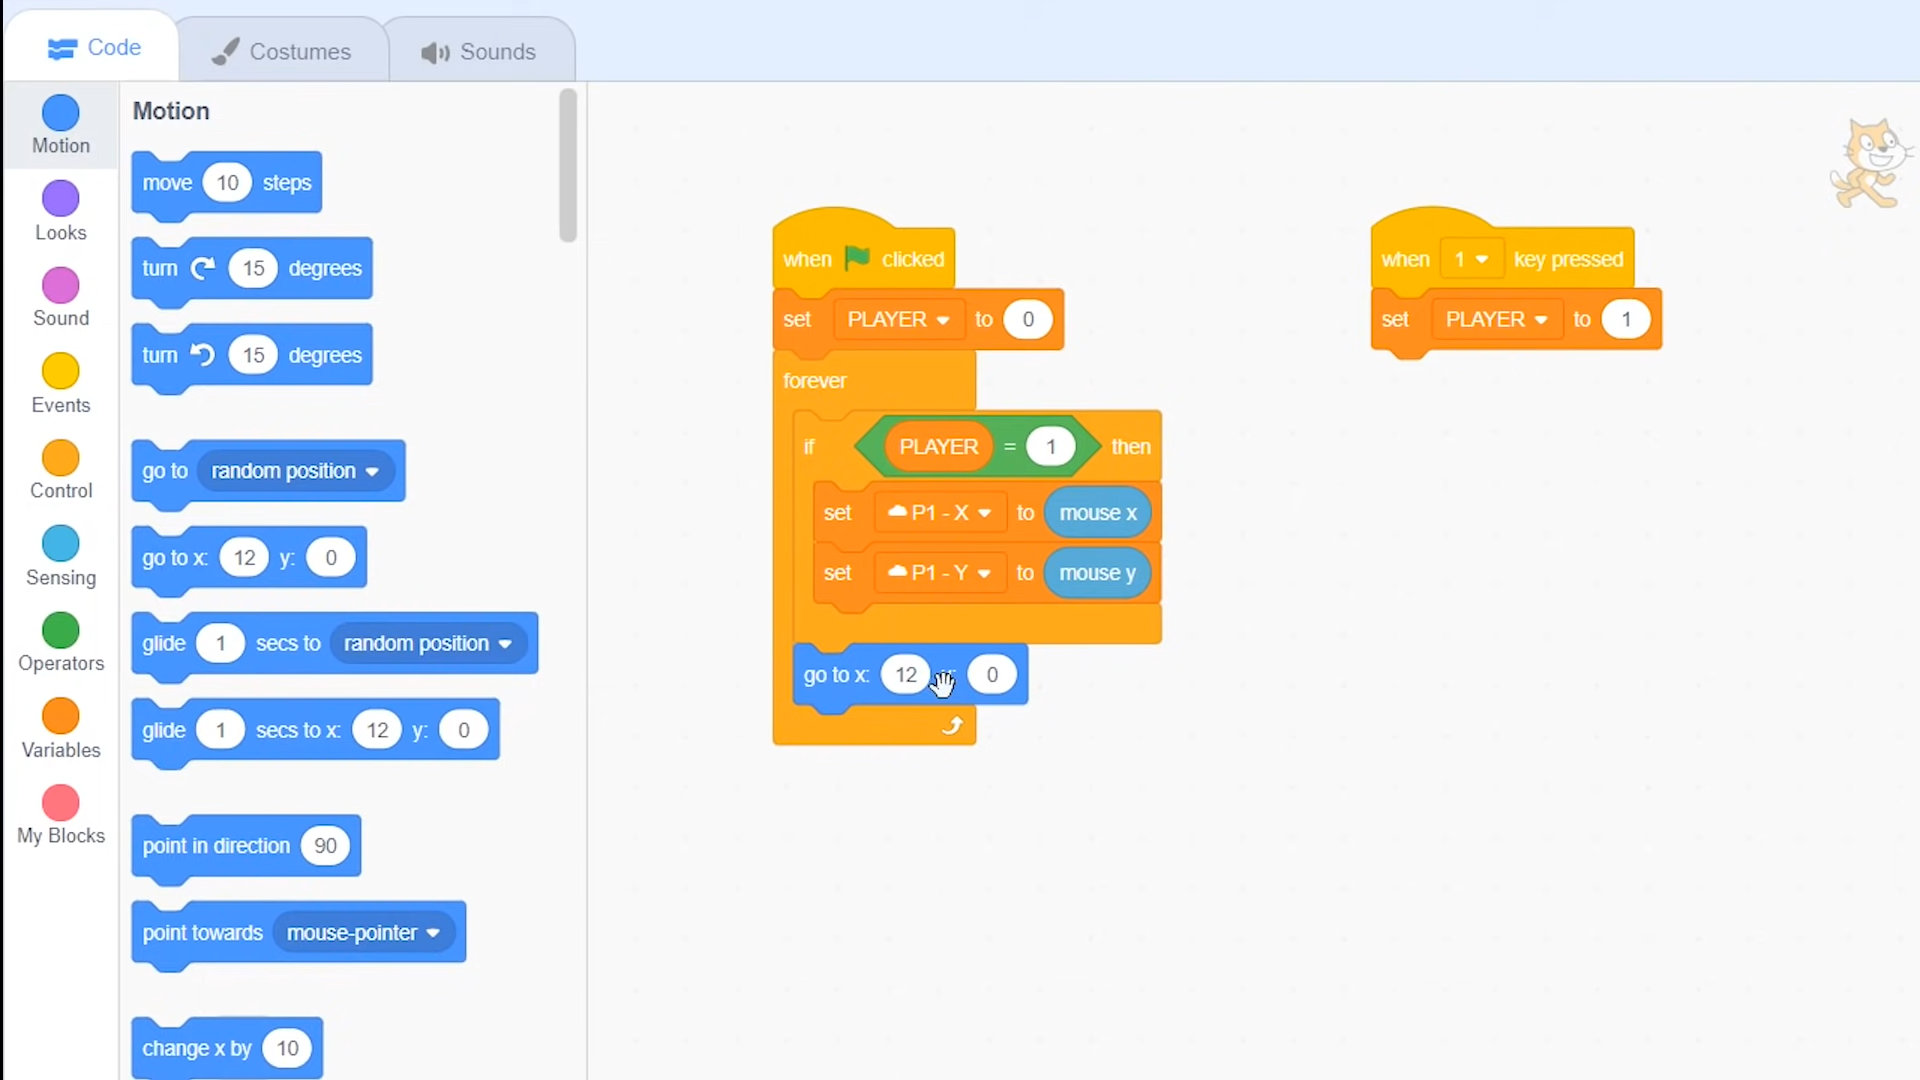 Code
Costumes
Sounds
Motion
Looks
Sound
Events
Control
Sensing
Operators
Variables
My Blocks
Motion
move 10 steps
turn 15 degrees
turn 15 degrees
go to random position
go to x: 12 y: 0
glide 1 secs to random position
glide 1 secs to x: 12 y: 0
point in direction 90
point towards mouse-pointer
change x by 10
when clicked
set PLAYER to 0
forever
if PLAYER = 1 then
set P1 - X to mouse x
set P1 - Y to mouse y
go to x: 12 0
when 1 key pressed
set PLAYER to 1